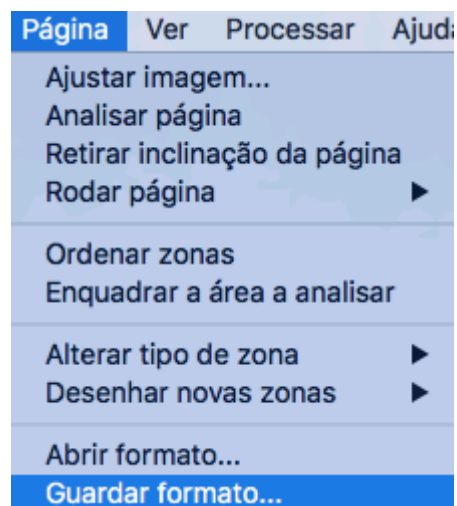 Página Ver Processar Ajuda
Ajustar imagem...
Analisar página
Retirar inclinação da página
Rodar página
Ordenar zonas
Enquadrar a área a analisar
Alterar tipo de zona
Desenhar novas zonas
Abrir formato...
Guardar formato...